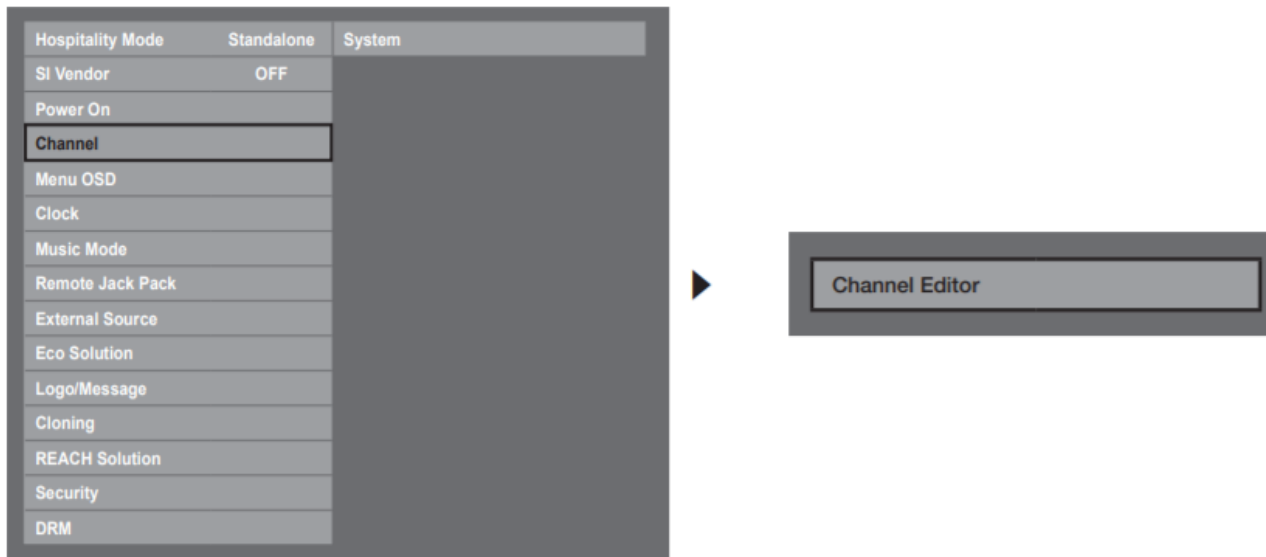 Hospitality Mode Standalone System
SI Vendor OFF
Power On
Channel
Menu OSD
Clock
Music Mode
Remote Jack Pack
External Source
Eco Solution
Logo/Message
Cloning
REACH Solution
Security
DRM
Channel Editor